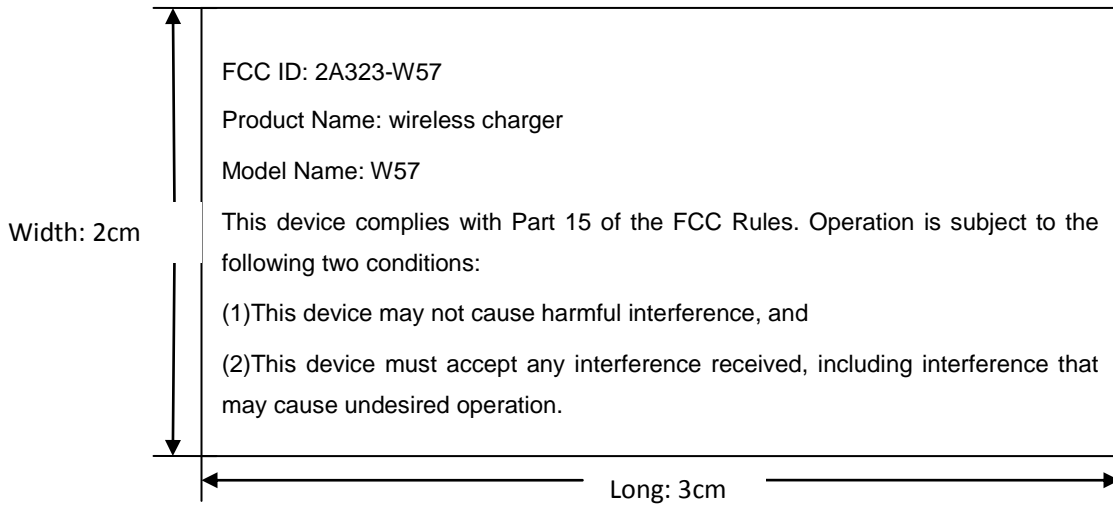 FCC ID: 2A323-W57
Product Name: wireless charger
Model Name: W57
Width: 2cm
This device complies with Part 15 of the FCC Rules. Operation is subject to the
following two conditions:
(1)This device may not cause harmful interference, and
(2)This device must accept any interference received, including interference that
may cause undesired operation.
Long: 3cm